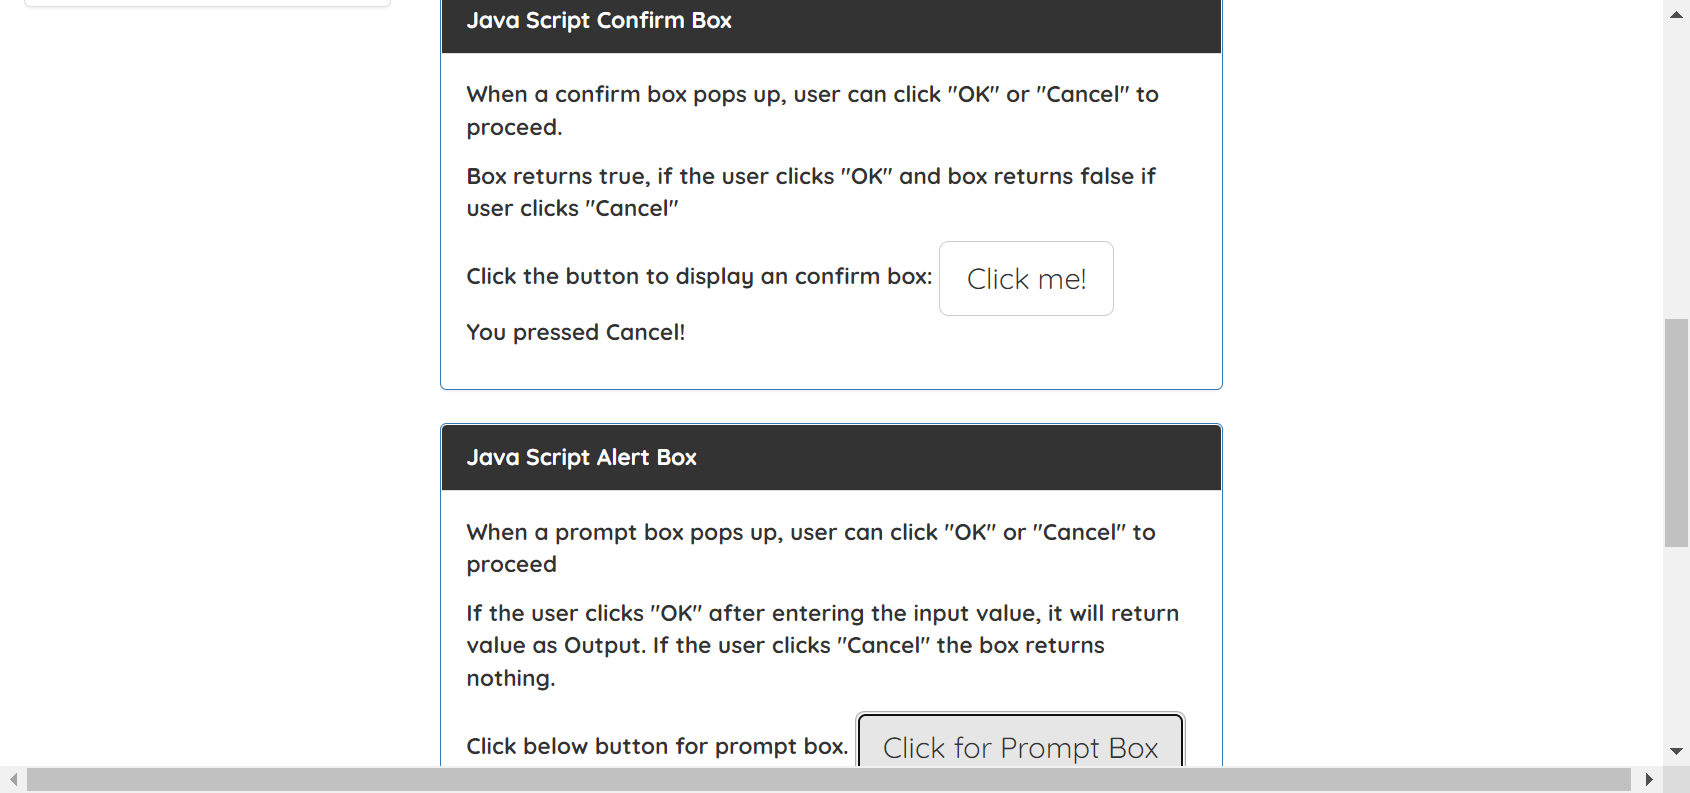 Java Script Confirm Box
When a confirm box pops up, user can click "OK" or "Cancel" to
proceed.
Box returns true, if the user clicks "OK" and box returns false if
user clicks "Cancel"
Click the button to display an confirm box: Click me!
You pressed Cancel!
Java Script Alert Box
When a prompt box pops up, user can click "OK" or "Cancel" to
proceed
If the user clicks "OK" after entering the input value, it will return
value as Output. If the user clicks "Cancel" the box returns
nothing.
Click below button for prompt box. Click for Prompt Box